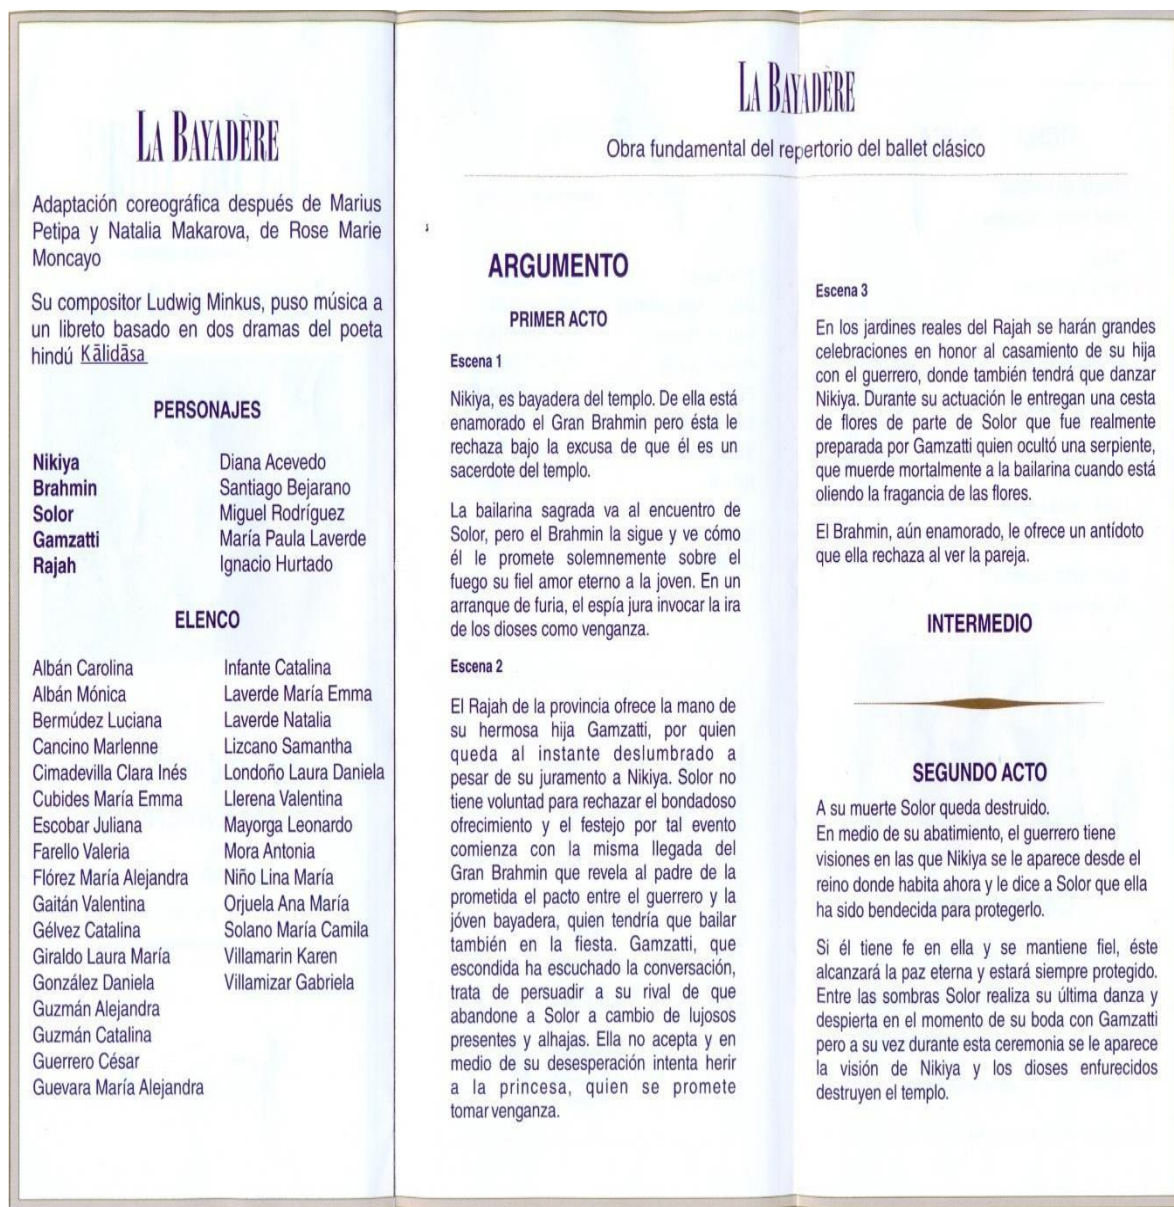 LA BAYADÈRE
Adaptación coreográfica después de Marius
Petipa y Natalia Makarova, de Rose Marie
Moncayo
Su compositor Ludwig Minkus, puso música a
un libreto basado en dos dramas del poeta
hindú Kālidāsa
PERSONAJES
Nikiya Diana Acevedo
Brahmin Santiago Bejarano
Solor Miguel Rodríguez
Gamzatti María Paula Laverde
Rajah Ignacio Hurtado
ELENCO
Albán Carolina
Albán Mónica
Bermúdez Luciana
Cancino Marlenne
Cimadevilla Clara Inés
Cubides María Emma
Escobar Juliana
Farello Valeria
Flórez María Alejandra
Gaitán Valentina
Gélvez Catalina
Giraldo Laura María
González Daniela
Guzmán Alejandra
Guzmán Catalina
Guerrero César
Guevara María Alejandra
Infante Catalina
Laverde María Emma
Laverde Natalia
Lizcano Samantha
Londoño Laura Daniela
Llerena Valentina
Mayorga Leonardo
Mora Antonia
Niño Lina María
Orjuela Ana María
Solano María Camila
Villamarin Karen
Villamizar Gabriela
LA BAYADÈRE
Obra fundamental del repertorio del ballet clásico
ARGUMENTO
PRIMER ACTO
Escena 1
Nikiya, es bayadera del templo. De ella está
enamorado el Gran Brahmin pero ésta le
rechaza bajo la excusa de que él es un
sacerdote del templo.
La bailarina sagrada va al encuentro de
Solor, pero el Brahmin la sigue y ve cómo
él le promete solemnemente sobre el
fuego su fiel amor eterno a la joven. En un
arranque de furia, el espía jura invocar la ira
de los dioses como venganza.
Escena 2
El Rajah de la provincia ofrece la mano de
su hermosa hija Gamzatti, por quien
queda al instante deslumbrado a
pesar de su juramento a Nikiya. Solor no
tiene voluntad para rechazar el bondadoso
ofrecimiento y el festejo por tal evento
comienza con la misma llegada del
Gran Brahmin que revela al padre de la
prometida el pacto entre el guerrero y la
jóven bayadera, quien tendría que bailar
también en la fiesta. Gamzatti, que
escondida ha escuchado la conversación,
trata de persuadir a su rival de que
abandone a Solor a cambio de lujosos
presentes y alhajas. Ella no acepta y en
medio de su desesperación intenta herir
a la princesa, quien se promete
tomar venganza.
Escena 3
En los jardines reales del Rajah se harán grandes
celebraciones en honor al casamiento de su hija
con el guerrero, donde también tendrá que danzar
Nikiya. Durante su actuación le entregan una cesta
de flores de parte de Solor que fue realmente
preparada por Gamzatti quien ocultó una serpiente,
que muerde mortalmente a la bailarina cuando está
oliendo la fragancia de las flores.
El Brahmin, aún enamorado, le ofrece un antídoto
que ella rechaza al ver la pareja.
INTERMEDIO
SEGUNDO ACTO
A su muerte Solor queda destruido.
En medio de su abatimiento, el guerrero tiene
visiones en las que Nikiya se le aparece desde el
reino donde habita ahora y le dice a Solor que ella
ha sido bendecida para protegerlo.
Si él tiene fe en ella y se mantiene fiel, éste
alcanzará la paz eterna y estará siempre protegido.
Entre las sombras Solor realiza su última danza y
despierta en el momento de su boda con Gamzatti
pero a su vez durante esta ceremonia se le aparece
la visión de Nikiya y los dioses enfurecidos
destruyen el templo.